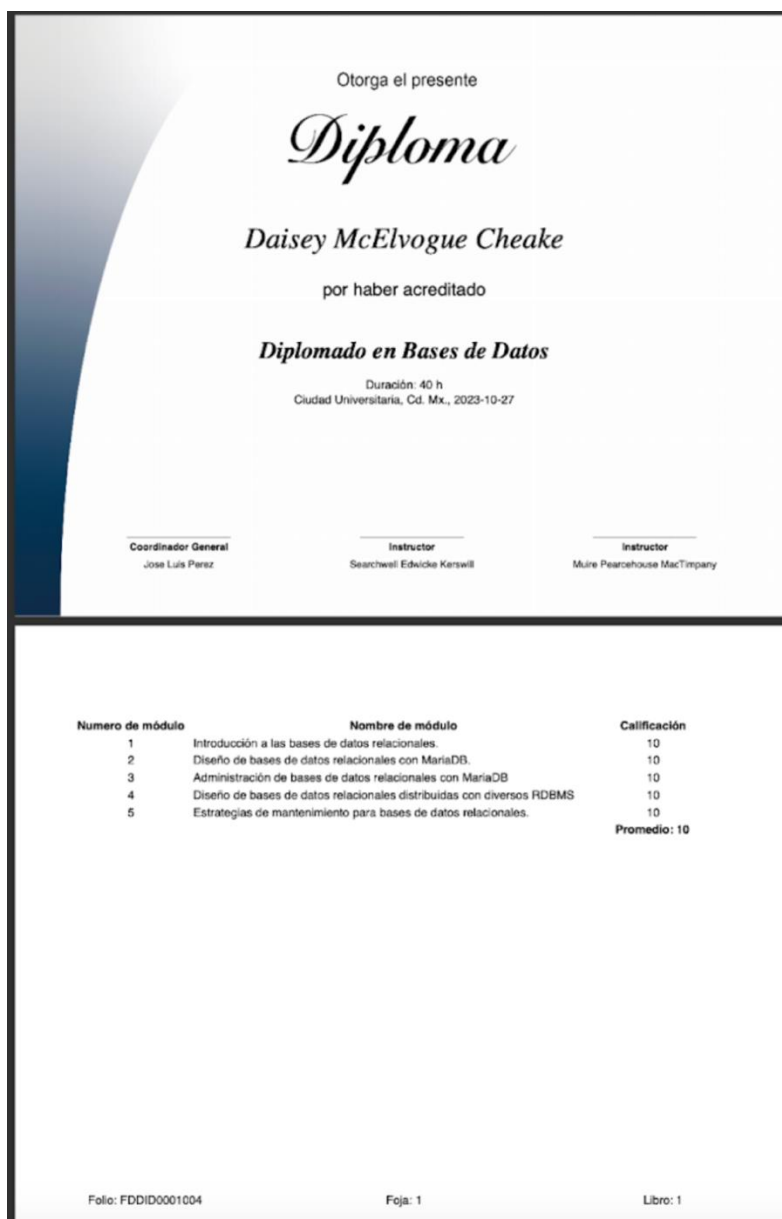 Otorga el presente
Diploma
Daisey McElvogue Cheake
por haber acreditado
Diplomado en Bases de Datos
Duración: 40 h
Ciudad Universitaria, Cd. Mx., 2023-10-27
Coordinador General Instructor Instructor
Jose Luis Perez Searchwell Edwicke Kerswill Muire Pearcehouse MacTimpany
Numero de módulo Nombre de módulo Calificación
1 Introducción a las bases de datos relacionales. 10
2 Diseño de bases de datos relacionales con MariaDB. 10
3 Administración de bases de datos relacionales con MariaDB 10
4 Diseño de bases de datos relacionales distribuidas con diversos RDBMS 10
5 Estrategias de mantenimiento para bases de datos relacionales. 10
Promedio: 10
Folio: FDDID0001004 Foja: 1 Libro: 1